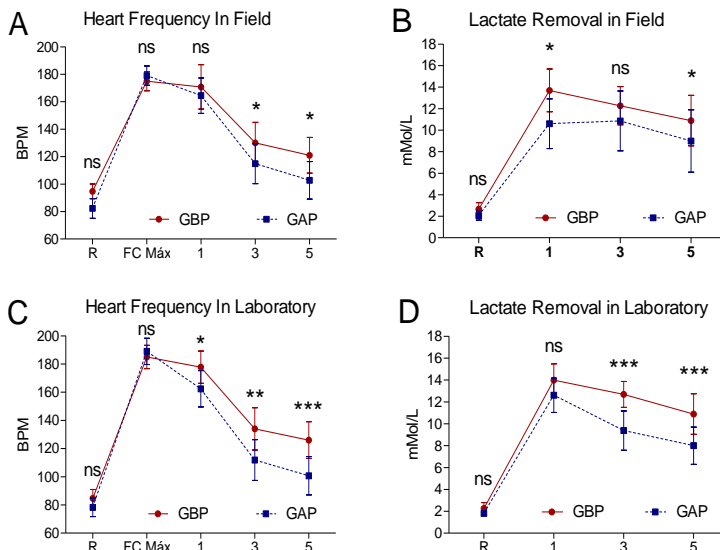 A
Heart Frequency In Field
BPM
200
180
160
140
120
100
80
60
ns
ns
ns
*
*
GBP
GAP
R
FC Máx
1
3
5
B
Lactate Removal in Field
mMol/L
18
16
14
12
10
8
6
4
2
0
ns
*
ns
*
GBP
GAP
R
1
3
5
C
Heart Frequency In Laboratory
BPM
200
180
160
140
120
100
80
60
ns
ns
*
**
***
GBP
GAP
R
FC Máx
1
3
5
D
Lactate Removal in Laboratory
mMol/L
18
16
14
12
10
8
6
4
2
0
ns
ns
***
***
GBP
GAP
R
1
3
5